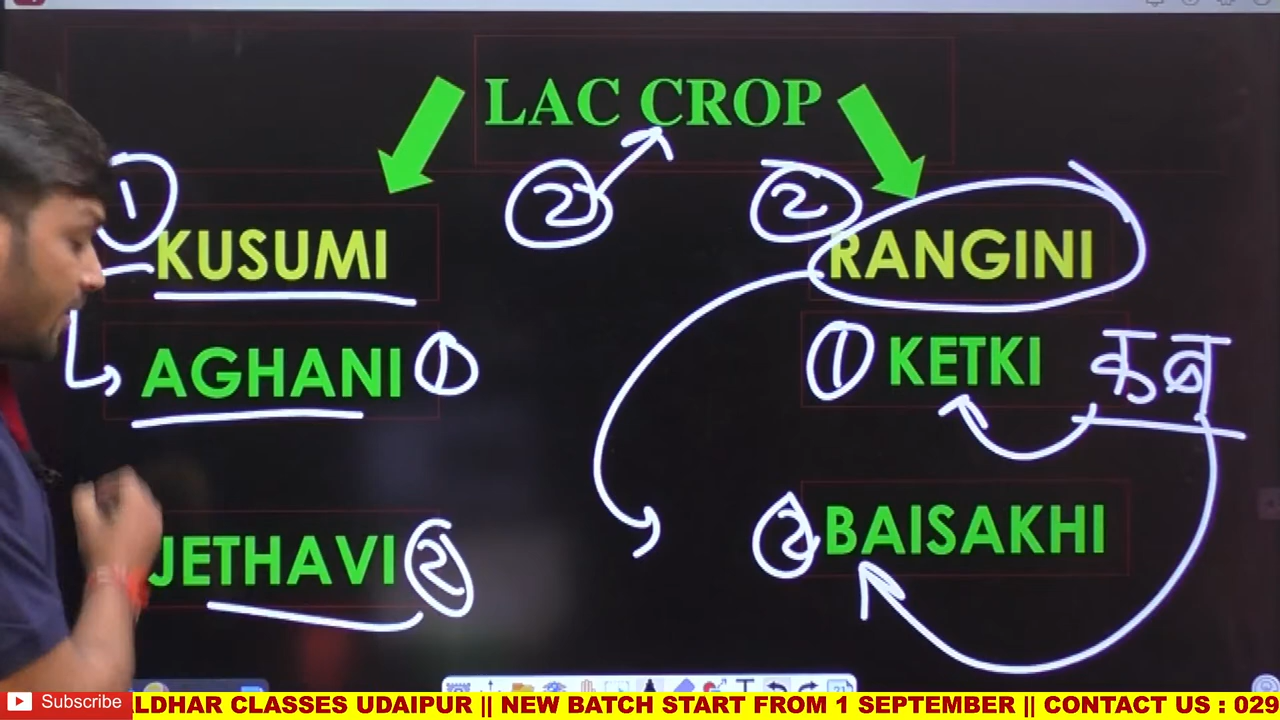 LAC CROP
② ②
① KUSUMI RANGINI
AGHANI ① ① KETKI कब
JETHAVI ② ② BAISAKHI
Subscribe LDHAR CLASSES UDAIPUR || NEW BATCH START FROM 1 SEPTEMBER || CONTACT US : 029